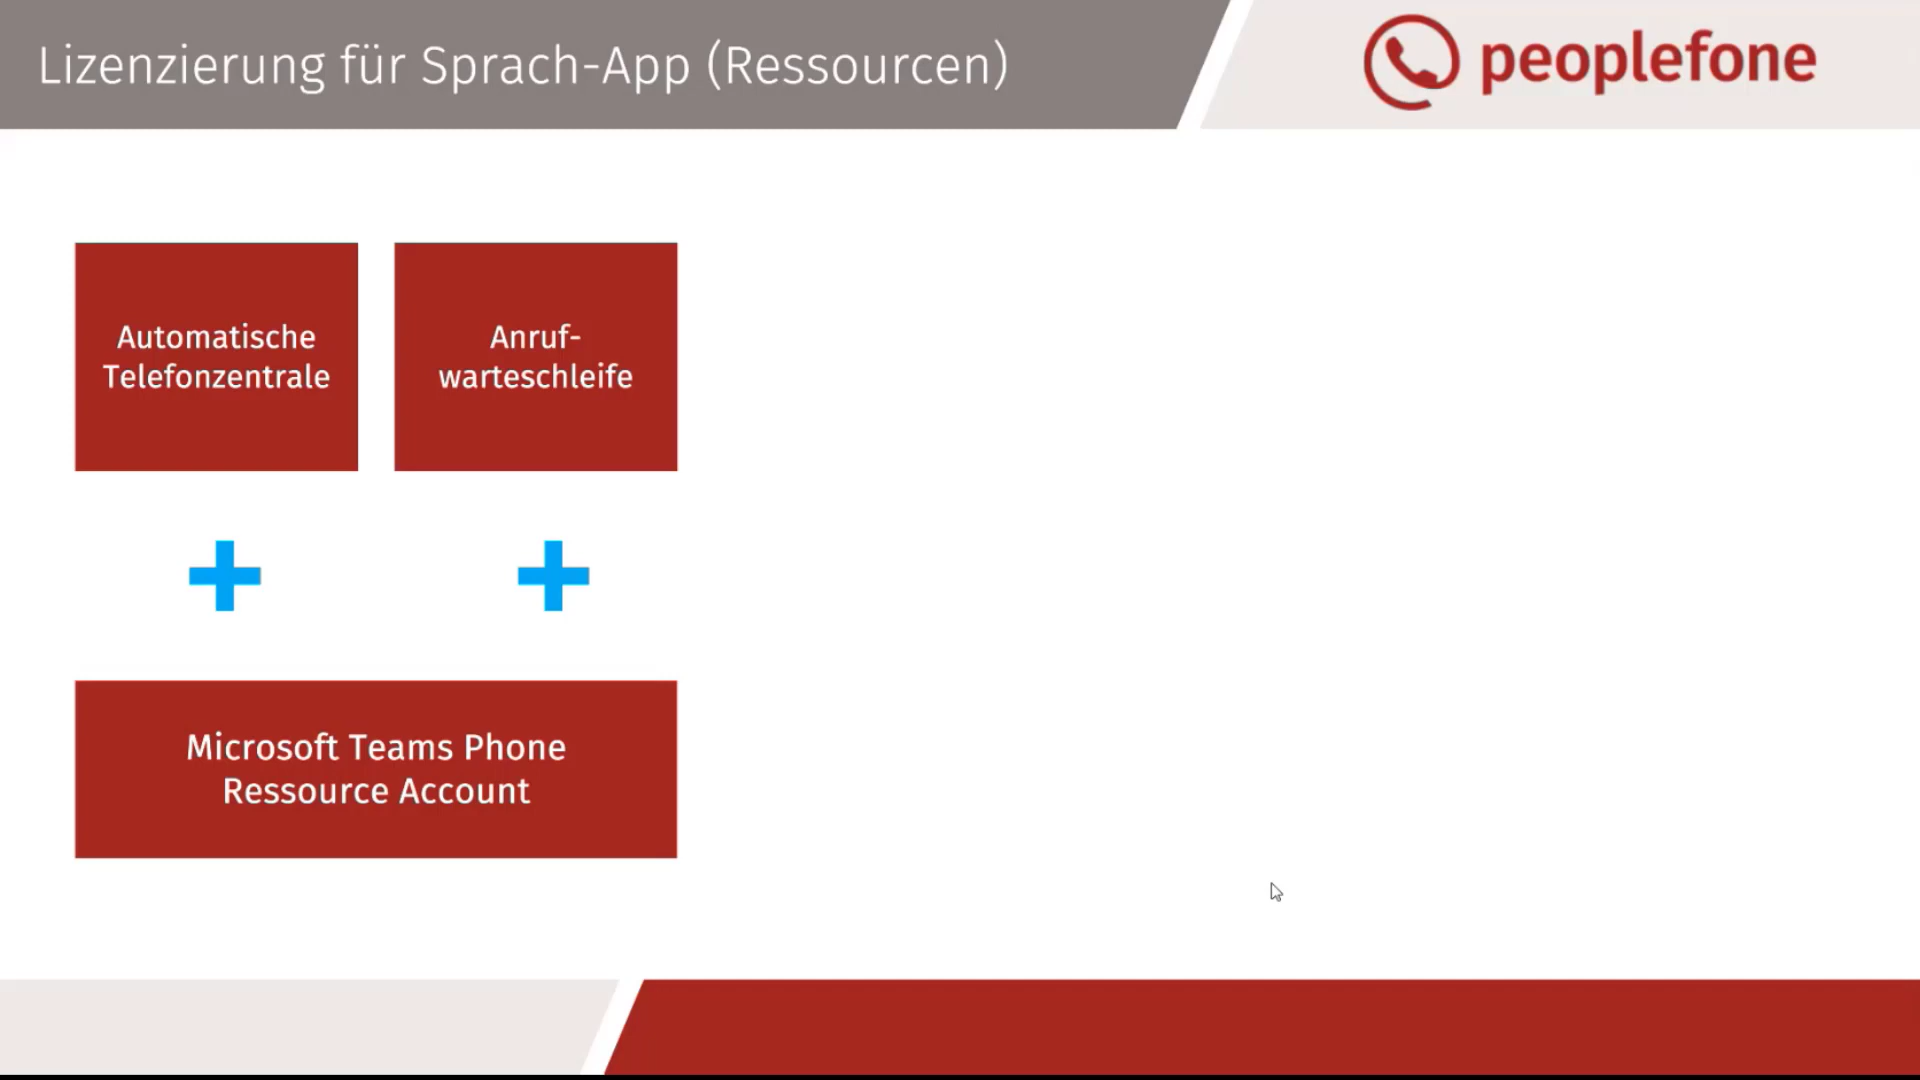 Lizenzierung für Sprach-App (Ressourcen)
peoplefone
Automatische
Telefonzentrale
Anruf-
warteschleife
Microsoft Teams Phone
Ressource Account